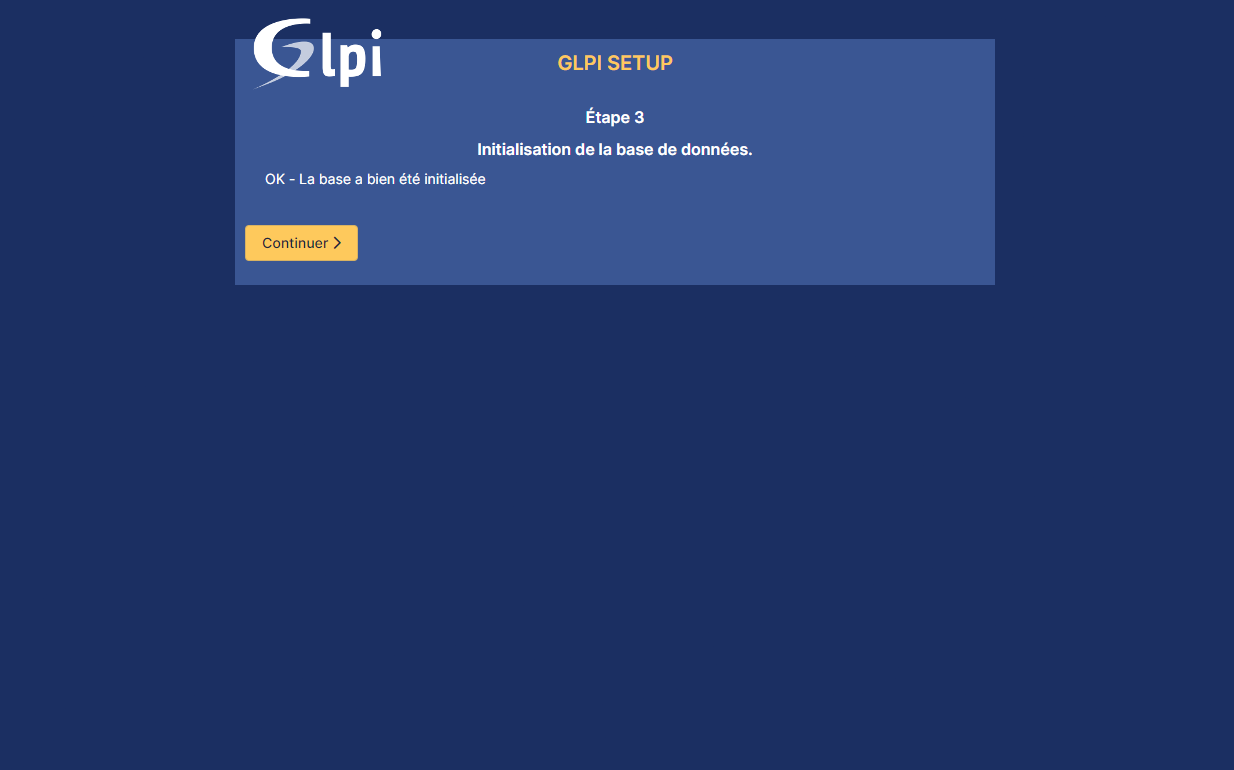 Glpi
GLPI SETUP
Étape 3
Initialisation de la base de données.
OK - La base a bien été initialisée
Continuer